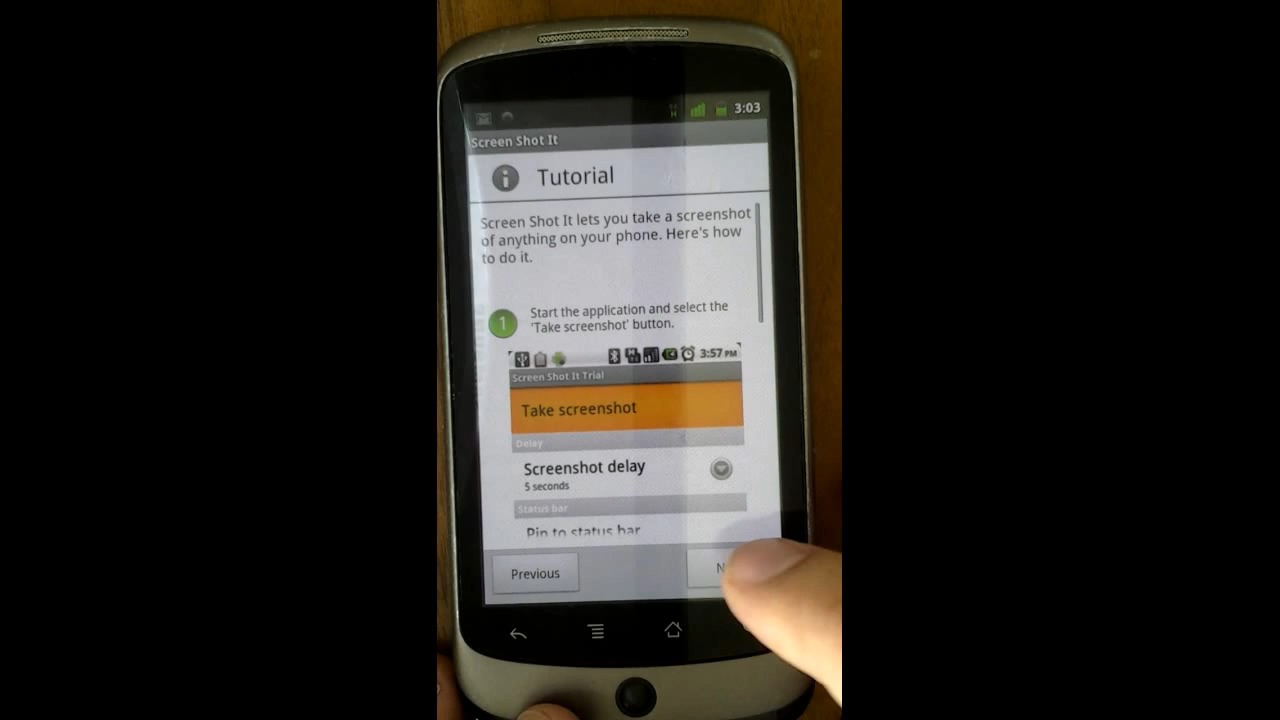 3:03
Screen Shot It
Tutorial
Screen Shot It lets you take a screenshot
of anything on your phone. Here's how
to do it.
1
Start the application and select the
'Take screenshot' button.
3:57 PM
Screen Shot It Trial
Take screenshot
Delay
Screenshot delay
5 seconds
Status bar
Pin to status bar
Previous